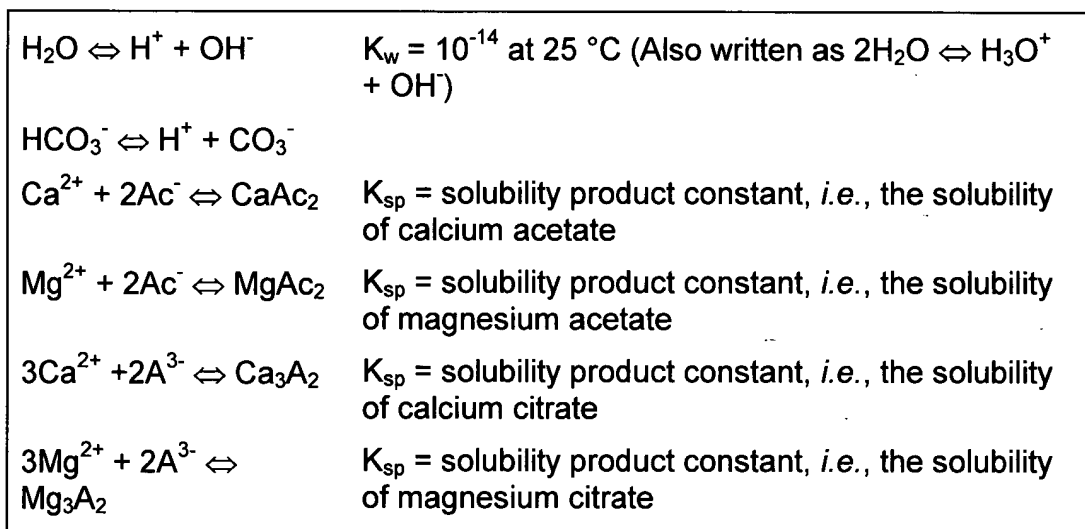 H₂O ⇔ H⁺ + OH⁻ K_w = 10⁻¹⁴ at 25 °C (Also written as 2H₂O ⇔ H₃O⁺
+ OH⁻)
HCO₃⁻ ⇔ H⁺ + CO₃⁻
Ca²⁺ + 2Ac⁻ ⇔ CaAc₂ K_sp = solubility product constant, i.e., the solubility
of calcium acetate
Mg²⁺ + 2Ac⁻ ⇔ MgAc₂ K_sp = solubility product constant, i.e., the solubility
of magnesium acetate
3Ca²⁺ +2A³⁻ ⇔ Ca₃A₂ K_sp = solubility product constant, i.e., the solubility
of calcium citrate
3Mg²⁺ + 2A³⁻ ⇔ K_sp = solubility product constant, i.e., the solubility
Mg₃A₂ of magnesium citrate